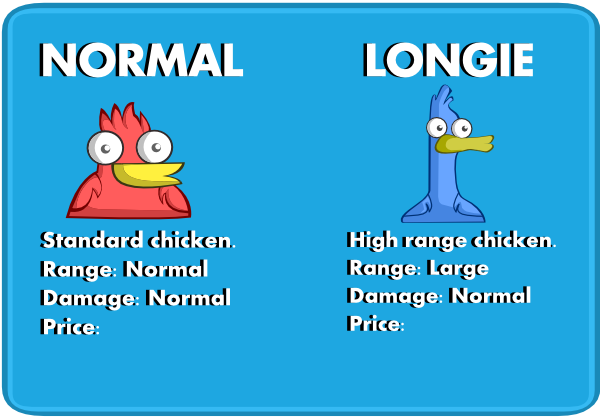 NORMAL
Standard chicken.
Range: Normal
Damage: Normal
Price:
LONGIE
High range chicken.
Range: Large
Damage: Normal
Price: